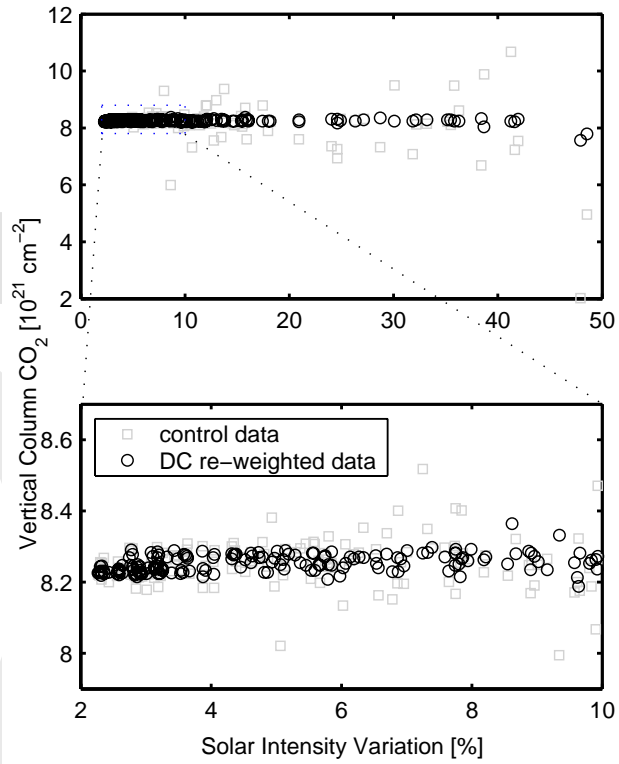 12
10
8
6
4
2
0 10 20 30 40 50
Vertical Column CO₂ [10²¹ cm⁻²]
control data
DC re−weighted data
8.6
8.4
8.2
8
2 4 6 8 10
Solar Intensity Variation [%]